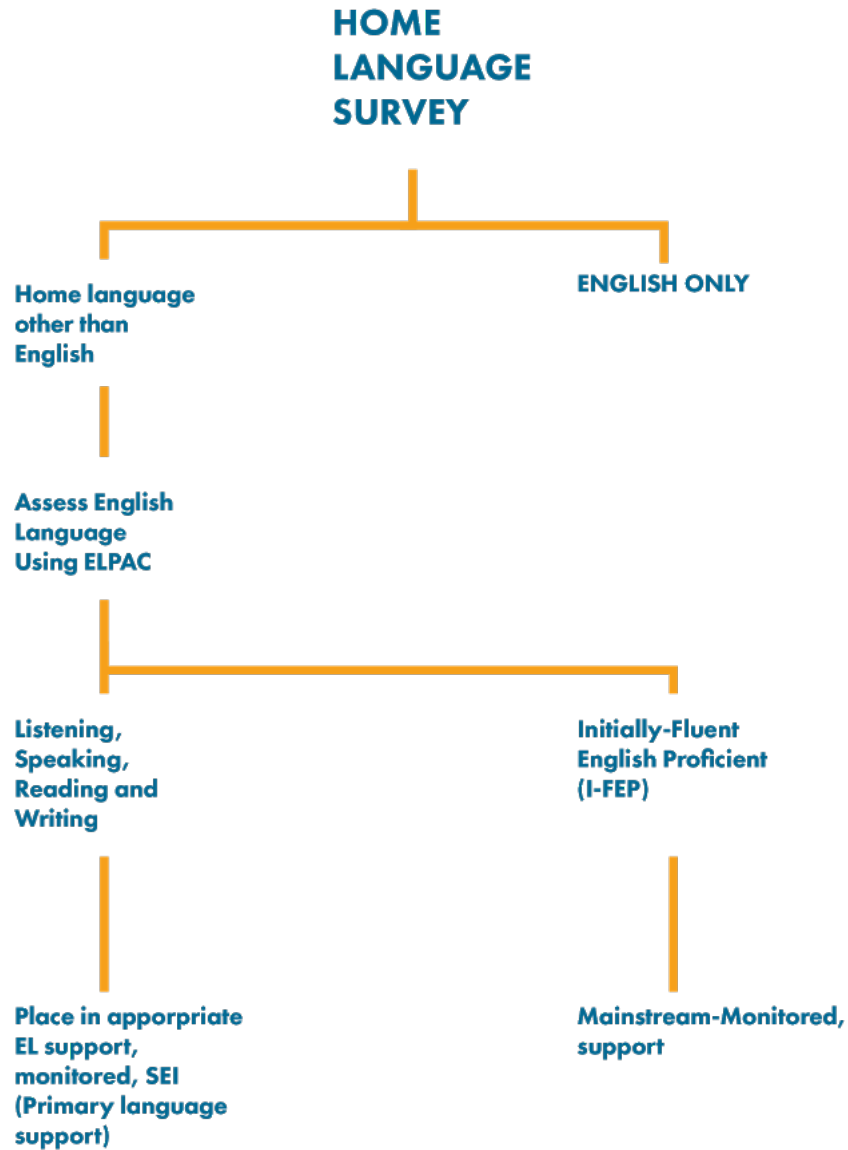 HOME
LANGUAGE
SURVEY
Home language
other than
English
ENGLISH ONLY
Assess English
Language
Using ELPAC
Listening,
Speaking,
Reading and
Writing
Initially-Fluent
English Proficient
(I-FEP)
Place in apporpriate
EL support,
monitored, SEI
(Primary language
support)
Mainstream-Monitored,
support